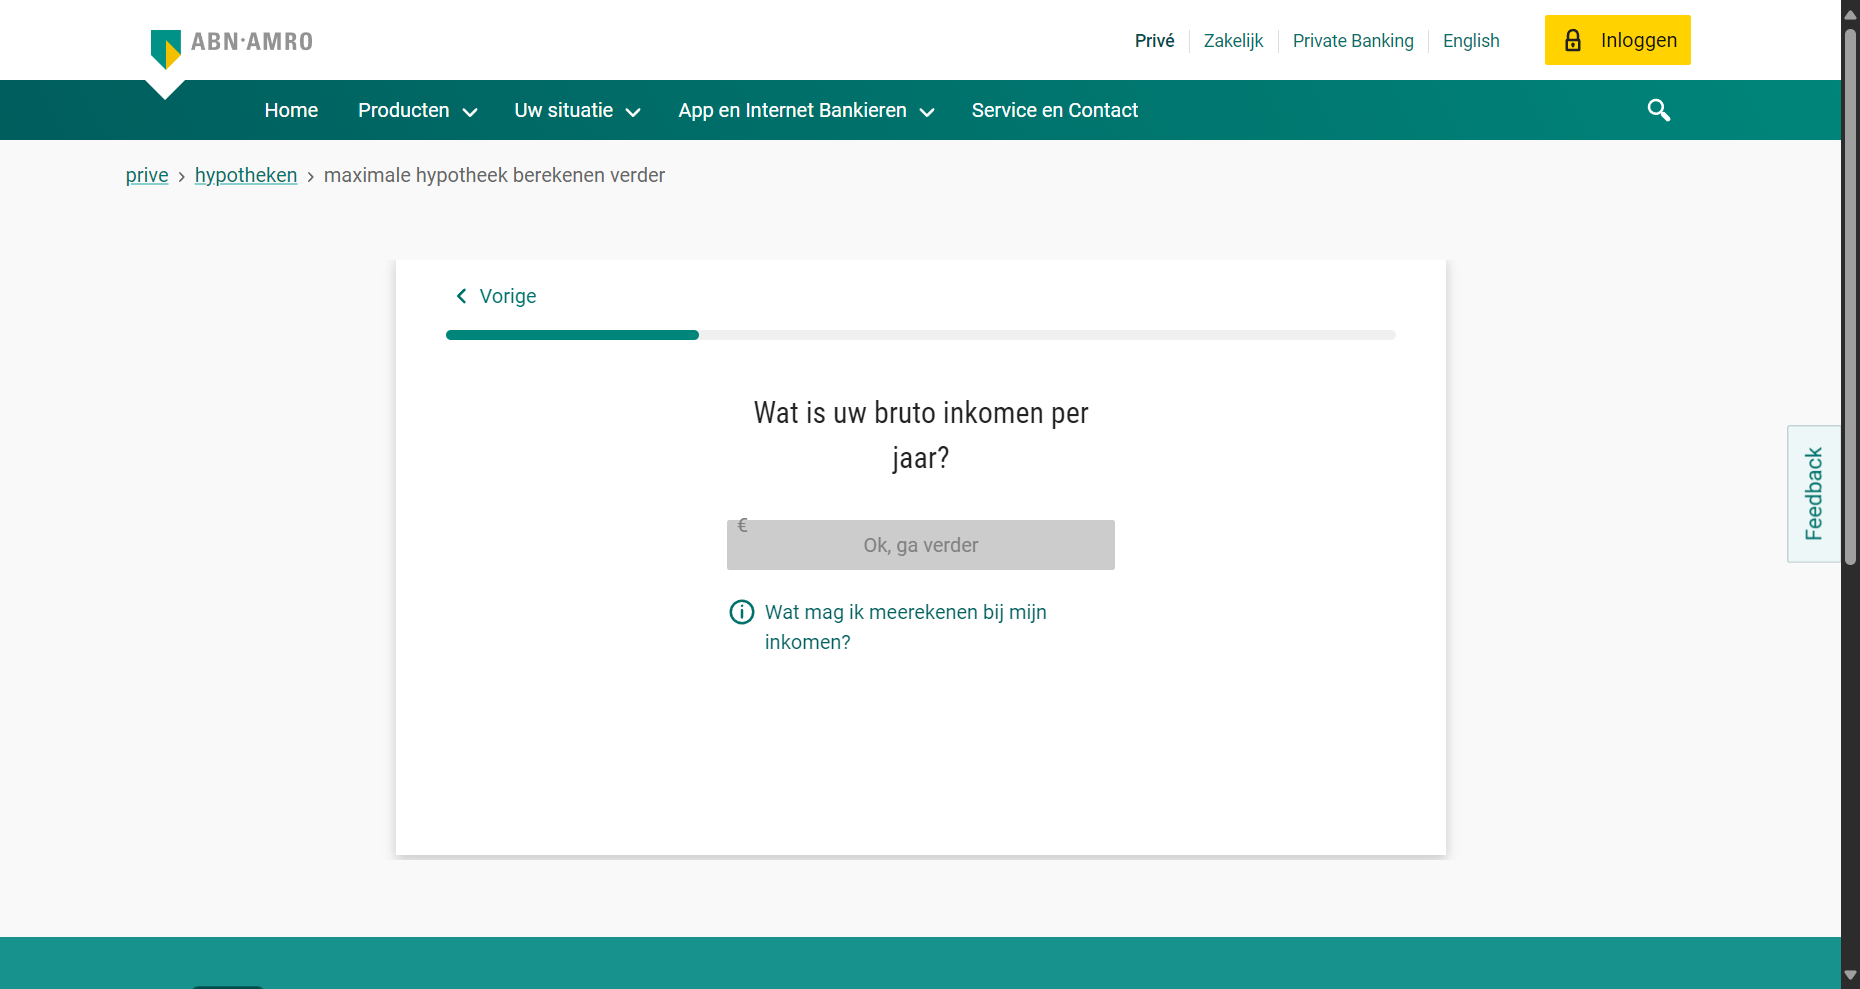 ABN·AMRO
Privé
Zakelijk
Private Banking
English
Inloggen
Home
Producten
Uw situatie
App en Internet Bankieren
Service en Contact
prive > hypotheken > maximale hypotheek berekenen verder
Vorige
Wat is uw bruto inkomen per
jaar?
€
Ok, ga verder
Wat mag ik meerekenen bij mijn
inkomen?
Feedback